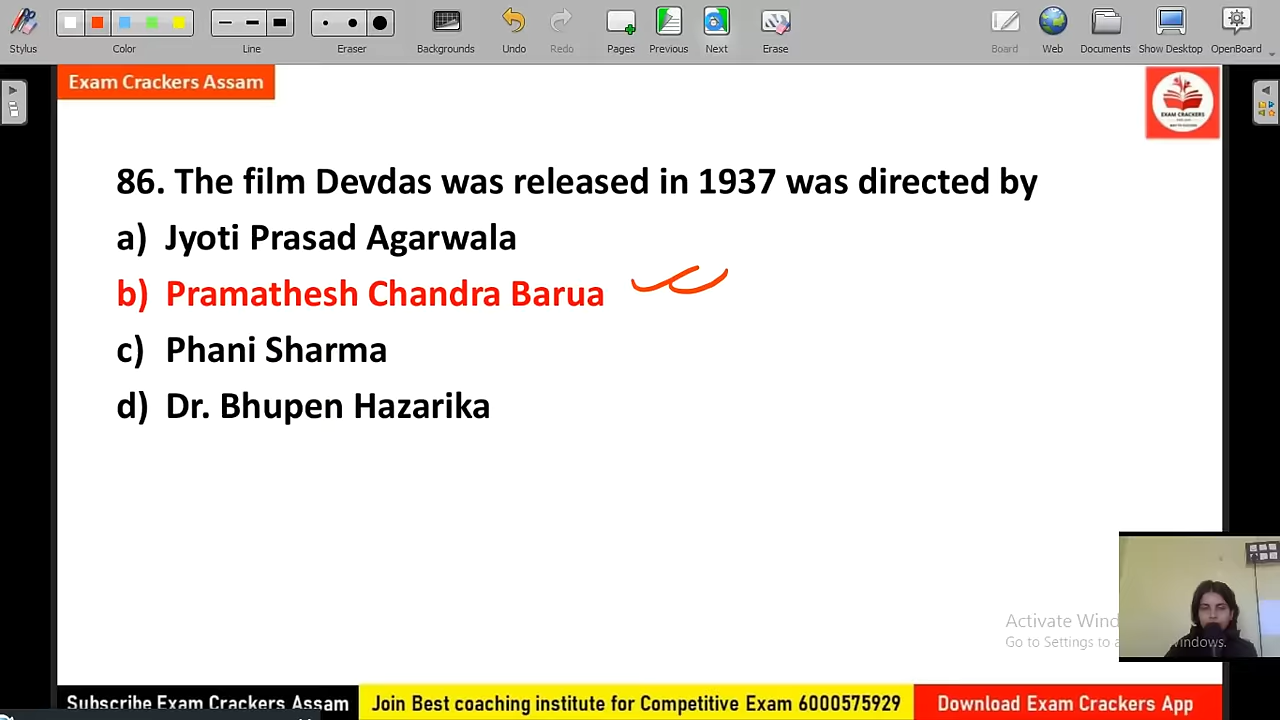 Stylus Color Line Eraser Backgrounds Undo Redo Pages Previous Next Erase Board Web Documents Show Desktop OpenBoard
Exam Crackers Assam
EXAM CRACKERS
86. The film Devdas was released in 1937 was directed by
a) Jyoti Prasad Agarwala
b) Pramathesh Chandra Barua
c) Phani Sharma
d) Dr. Bhupen Hazarika
Activate Wind
Go to Settings to a indows.
Subscribe Exam Crackers Assam Join Best coaching institute for Competitive Exam 6000575929 Download Exam Crackers App